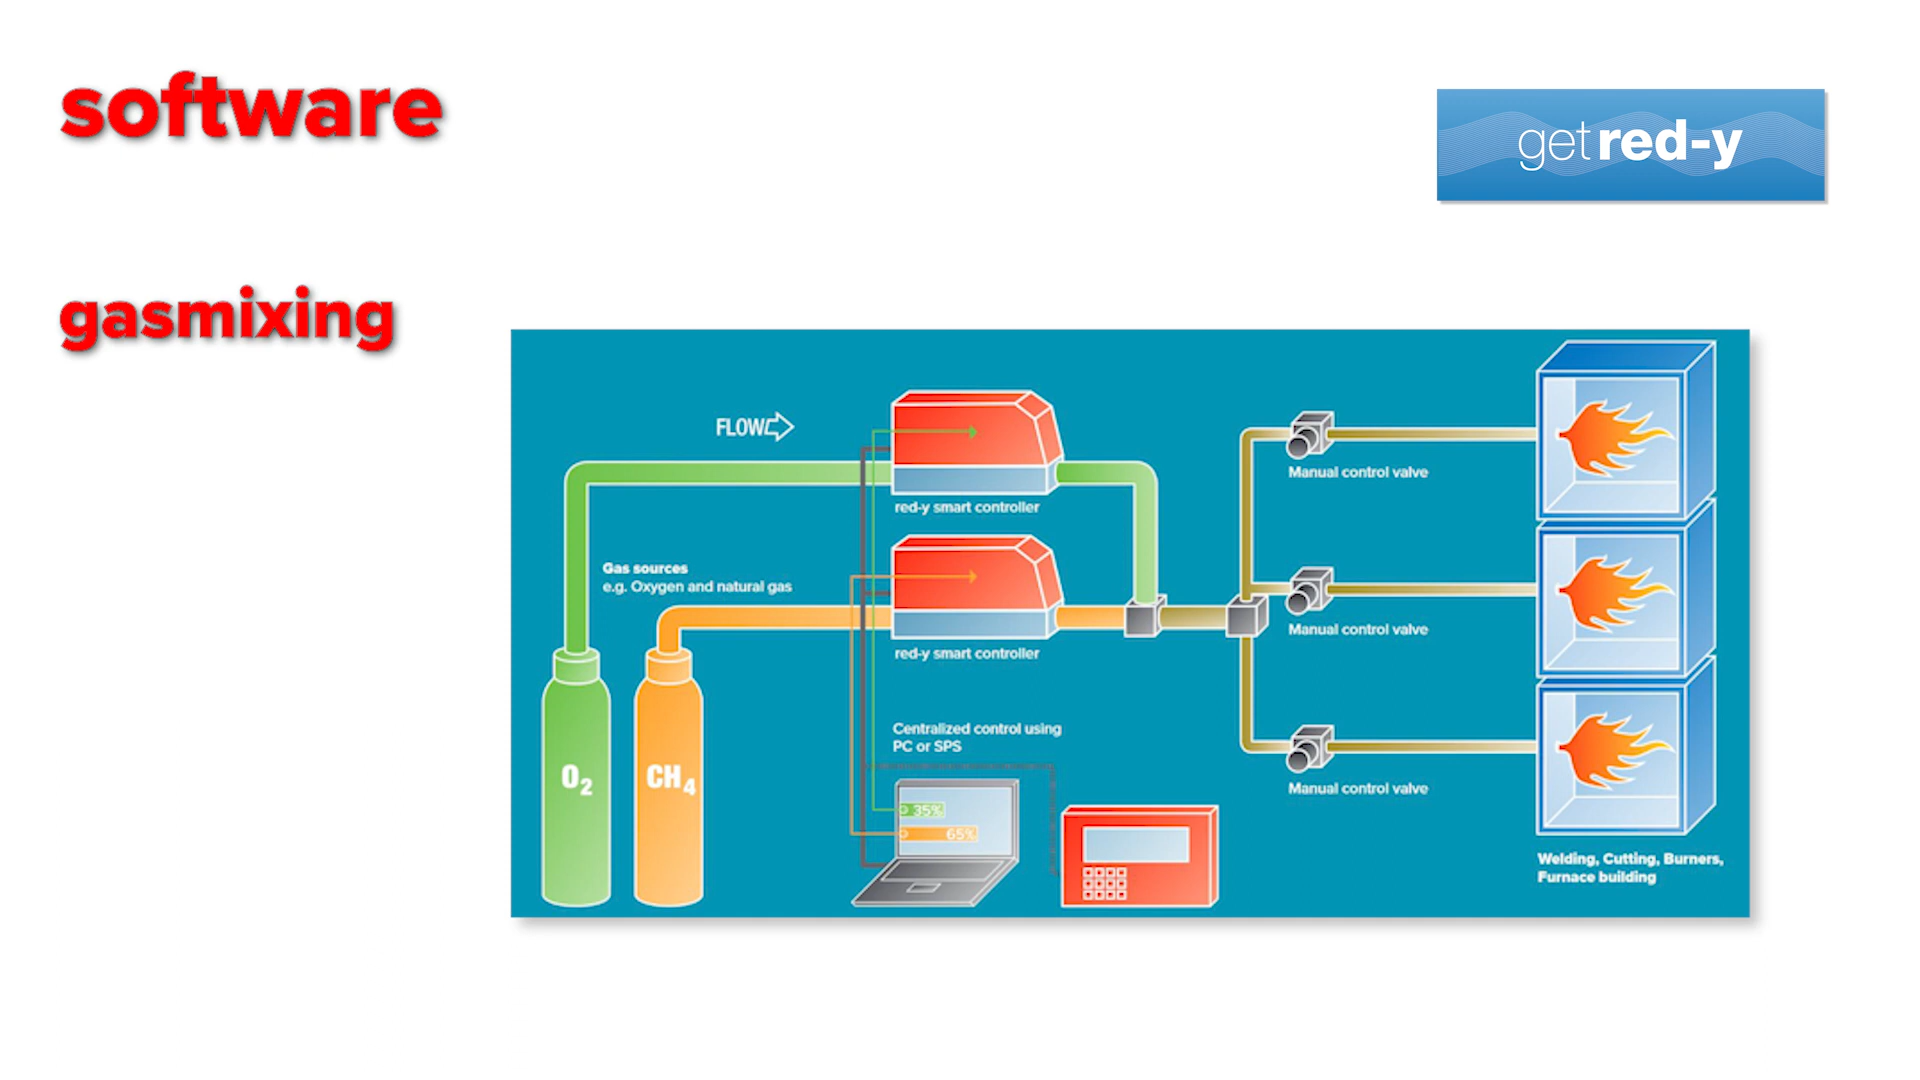 software
getred-y
gasmixing
FLOW
red-y smart controller
Gas sources
e.g. Oxygen and natural gas
red-y smart controller
Manual control valve
Manual control valve
Manual control valve
Centralized control using
PC or SPS
O₂
CH₄
35%
65%
Welding, Cutting, Burners,
Furnace building